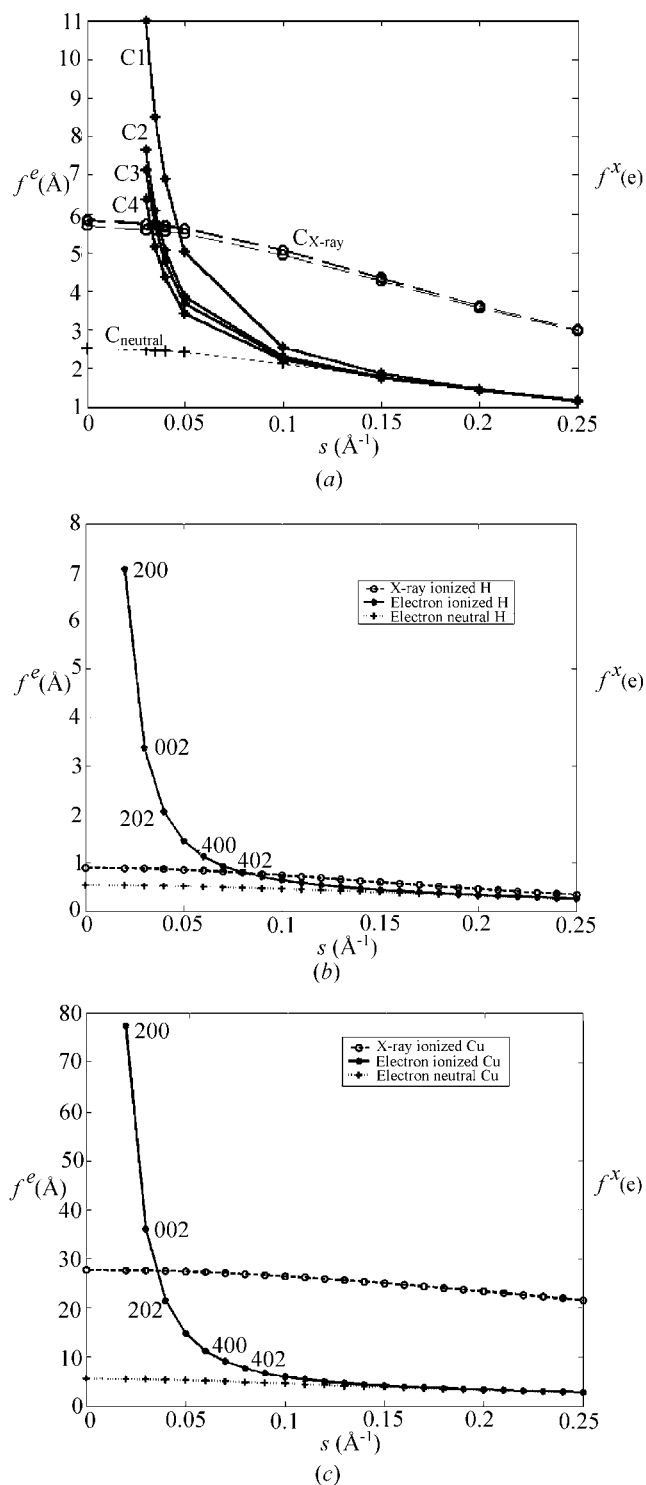 11
10
9
8
7
6
5
4
3
2
1
f^e(Å)
f^x(e)
C1
C2
C3
C4
C_X-ray
C_neutral
0 0.05 0.1 0.15 0.2 0.25
s (Å⁻¹)
(a)
8
7
6
5
4
3
2
1
0
f^e(Å)
f^x(e)
200
002
202
400
402
X-ray ionized H
Electron ionized H
Electron neutral H
0 0.05 0.1 0.15 0.2 0.25
s (Å⁻¹)
(b)
80
70
60
50
40
30
20
10
0
f^e(Å)
f^x(e)
200
002
202
400
402
X-ray ionized Cu
Electron ionized Cu
Electron neutral Cu
0 0.05 0.1 0.15 0.2 0.25
s (Å⁻¹)
(c)